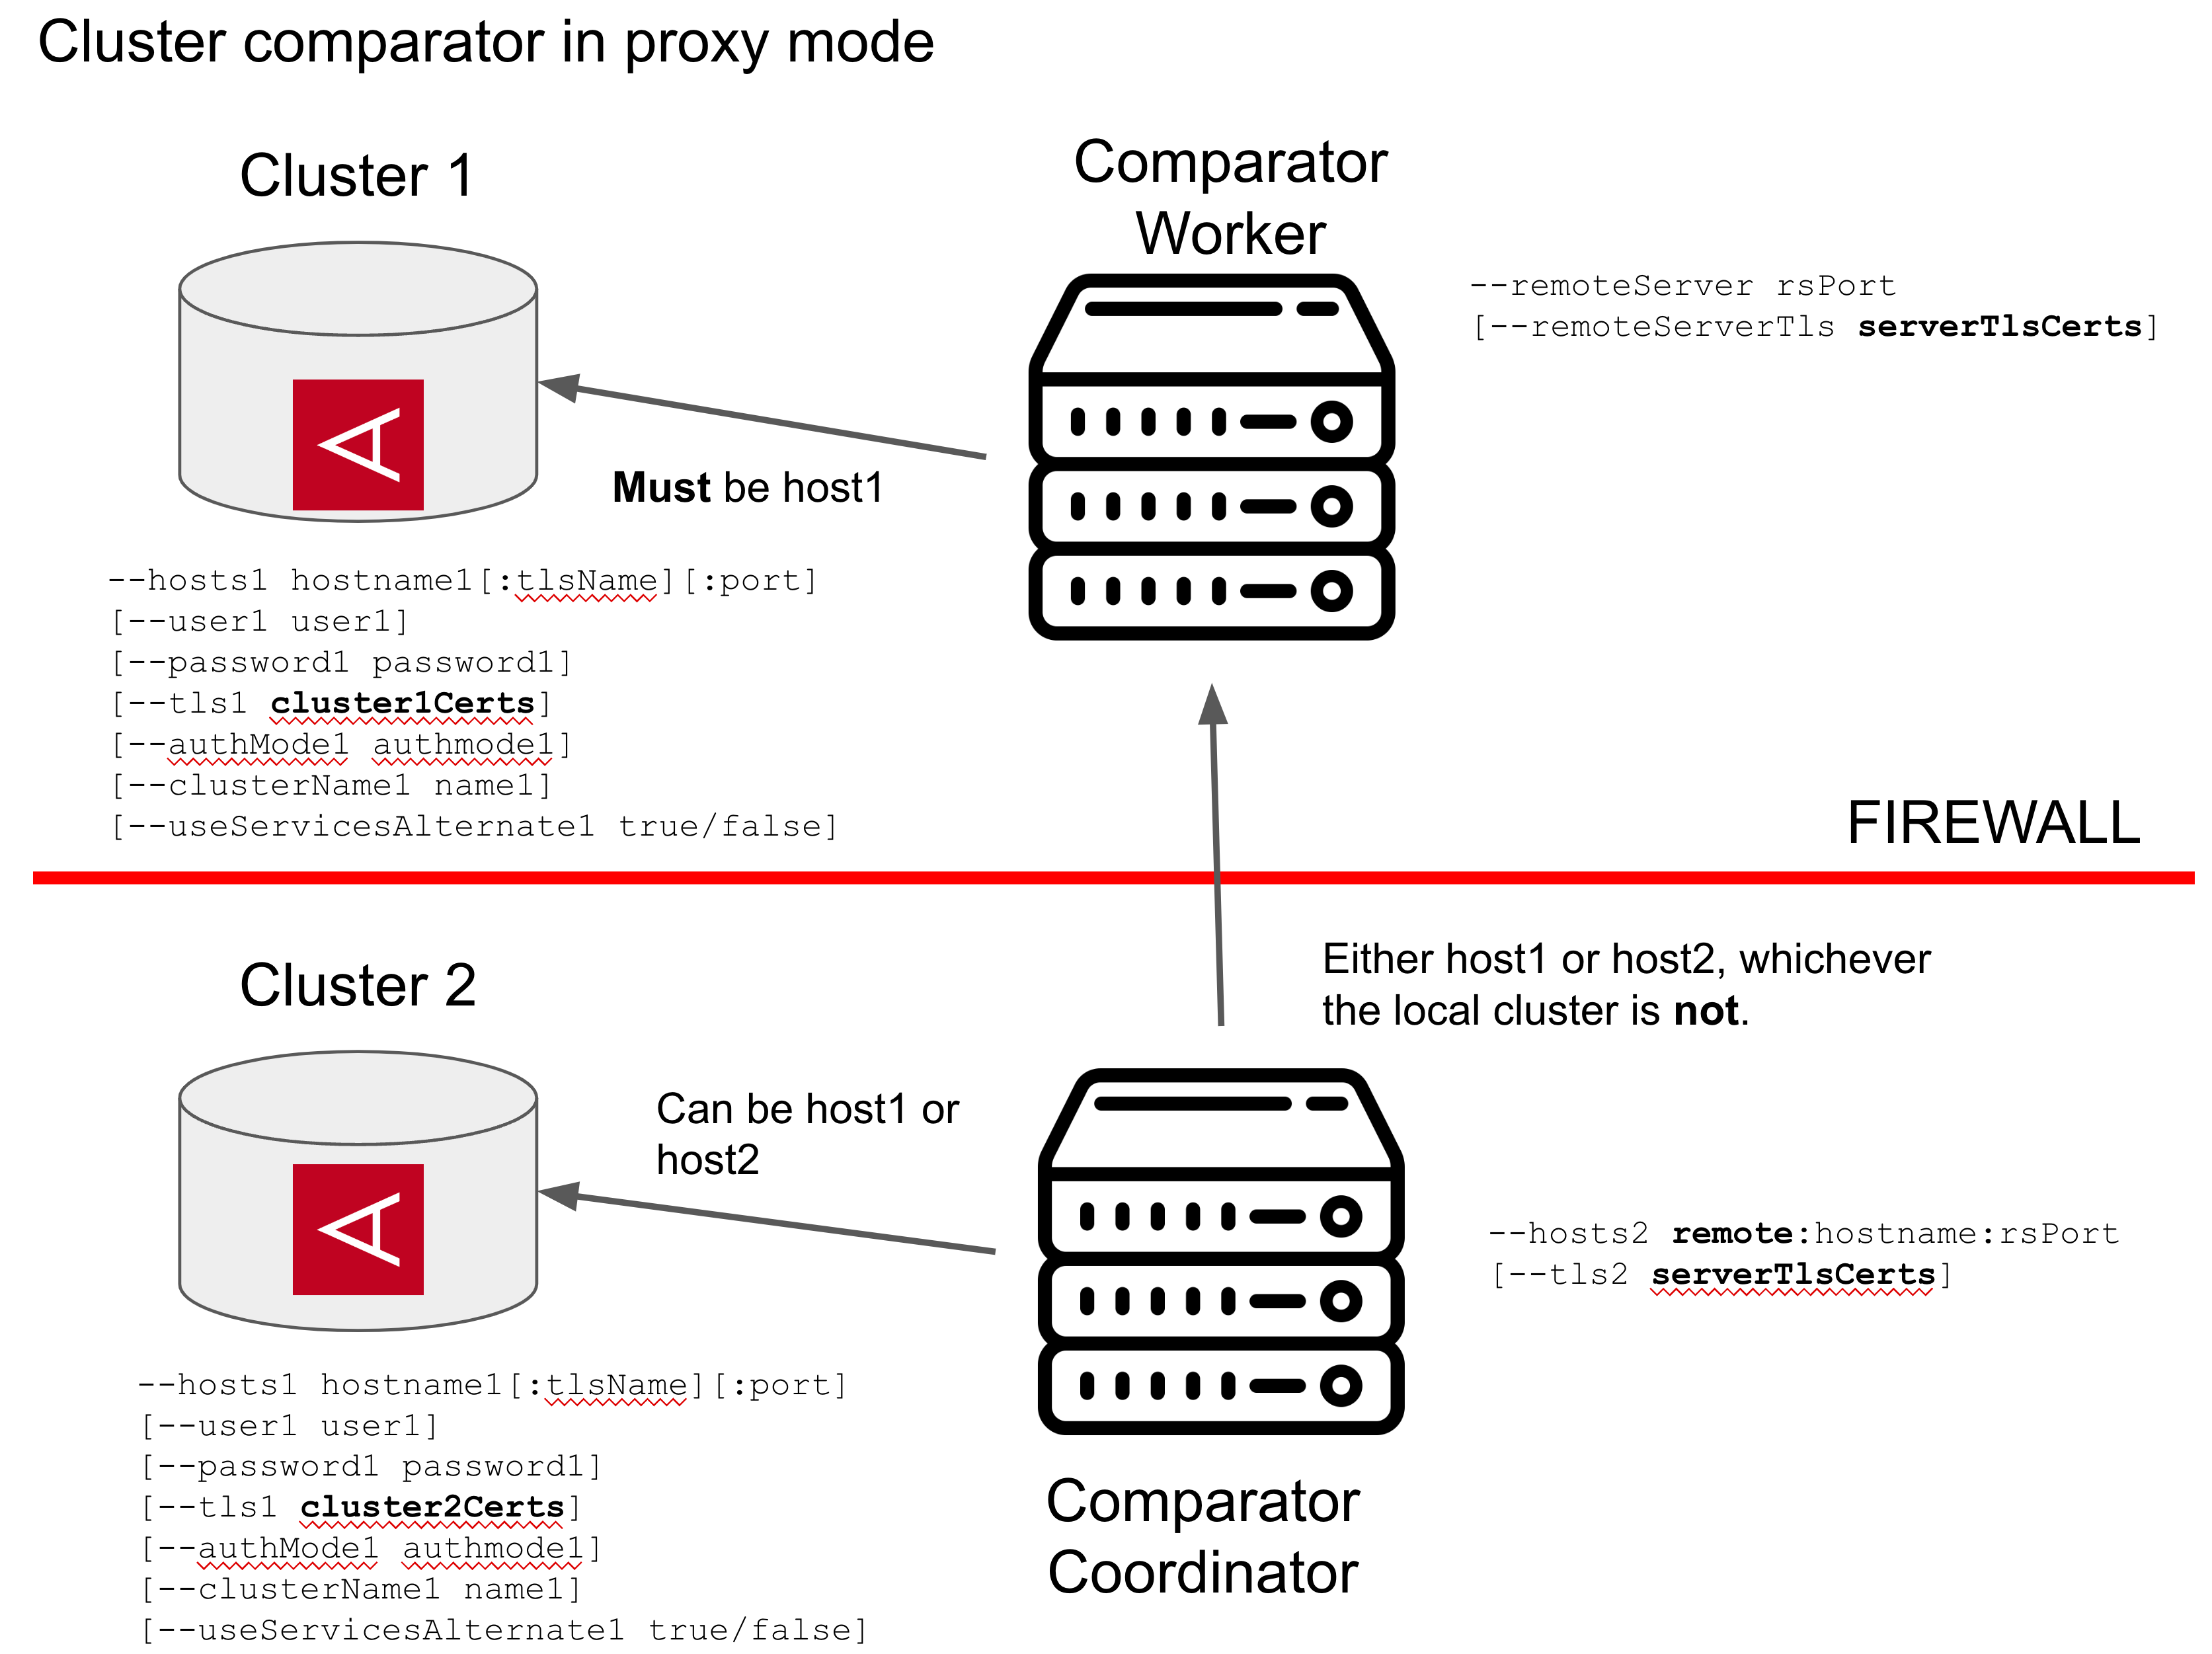 Cluster comparator in proxy mode
Cluster 1
Comparator
Worker
--remoteServer rsPort
[--remoteServerTls serverTlsCerts]
A
Must be host1
--hosts1 hostname1[:tlsName][:port]
[--user1 user1]
[--password1 password1]
[--tls1 cluster1Certs]
[--authMode1 authmode1]
[--clusterName1 name1]
[--useServicesAlternate1 true/false]
FIREWALL
Either host1 or host2, whichever
the local cluster is not.
Cluster 2
Can be host1 or
host2
A
--hosts2 remote:hostname:rsPort
[--tls2 serverTlsCerts]
--hosts1 hostname1[:tlsName][:port]
[--user1 user1]
[--password1 password1]
[--tls1 cluster2Certs]
[--authMode1 authmode1]
[--clusterName1 name1]
[--useServicesAlternate1 true/false]
Comparator
Coordinator